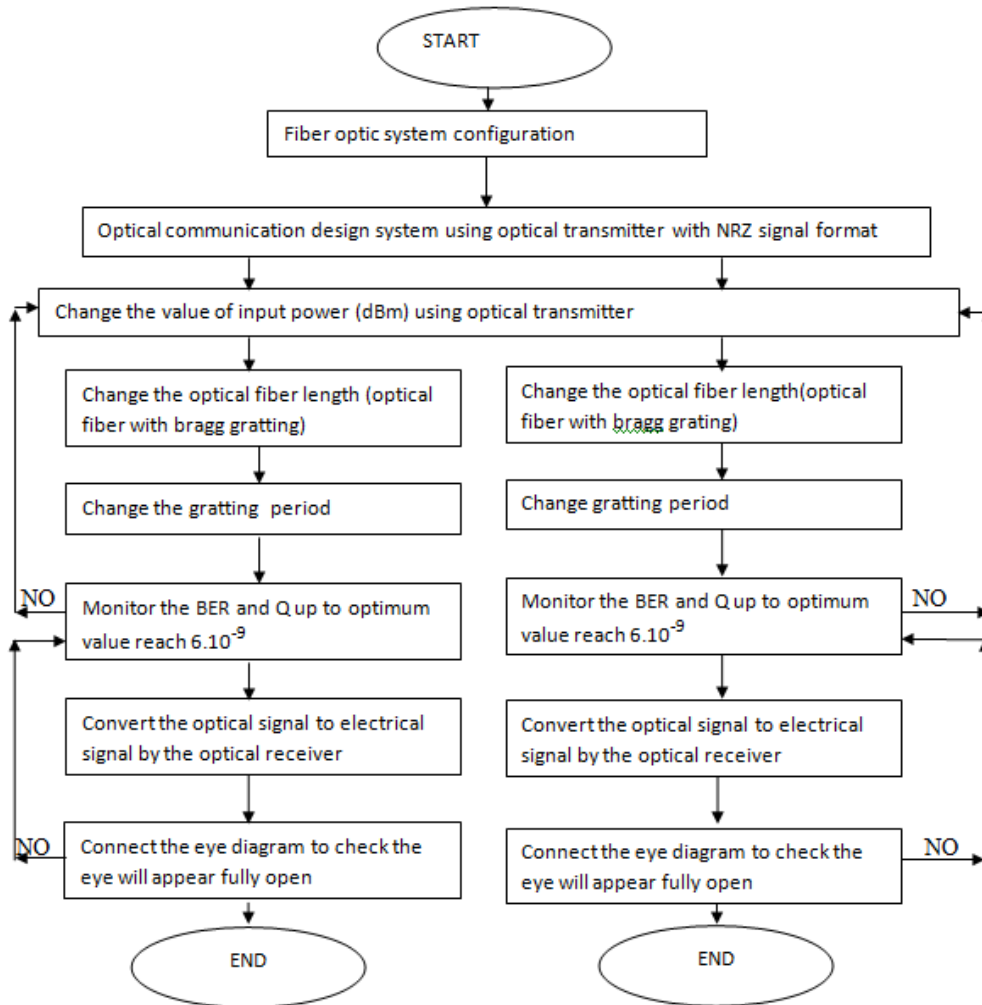 START
Fiber optic system configuration
Optical communication design system using optical transmitter with NRZ signal format
Change the value of input power (dBm) using optical transmitter
Change the optical fiber length (optical
fiber with bragg gratting)
Change the gratting period
NO
Monitor the BER and Q up to optimum
value reach 6.10⁻⁹
Convert the optical signal to electrical
signal by the optical receiver
NO
Connect the eye diagram to check the
eye will appear fully open
END
Change the optical fiber length(optical
fiber with bragg grating)
Change gratting period
Monitor the BER and Q up to optimum
value reach 6.10⁻⁹
NO
Convert the optical signal to electrical
signal by the optical receiver
Connect the eye diagram to check the
eye will appear fully open
NO
END